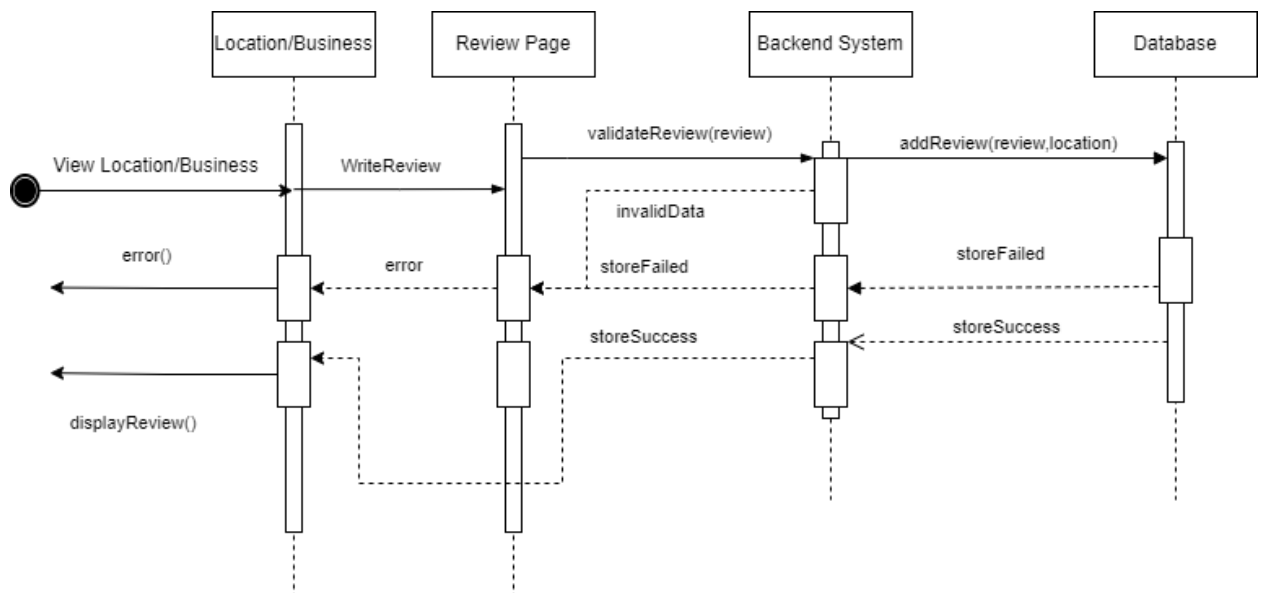 Location/Business
Review Page
Backend System
Database
validateReview(review)
addReview(review,location)
View Location/Business
WriteReview
invalidData
error()
error
storeFailed
storeFailed
storeSuccess
storeSuccess
displayReview()